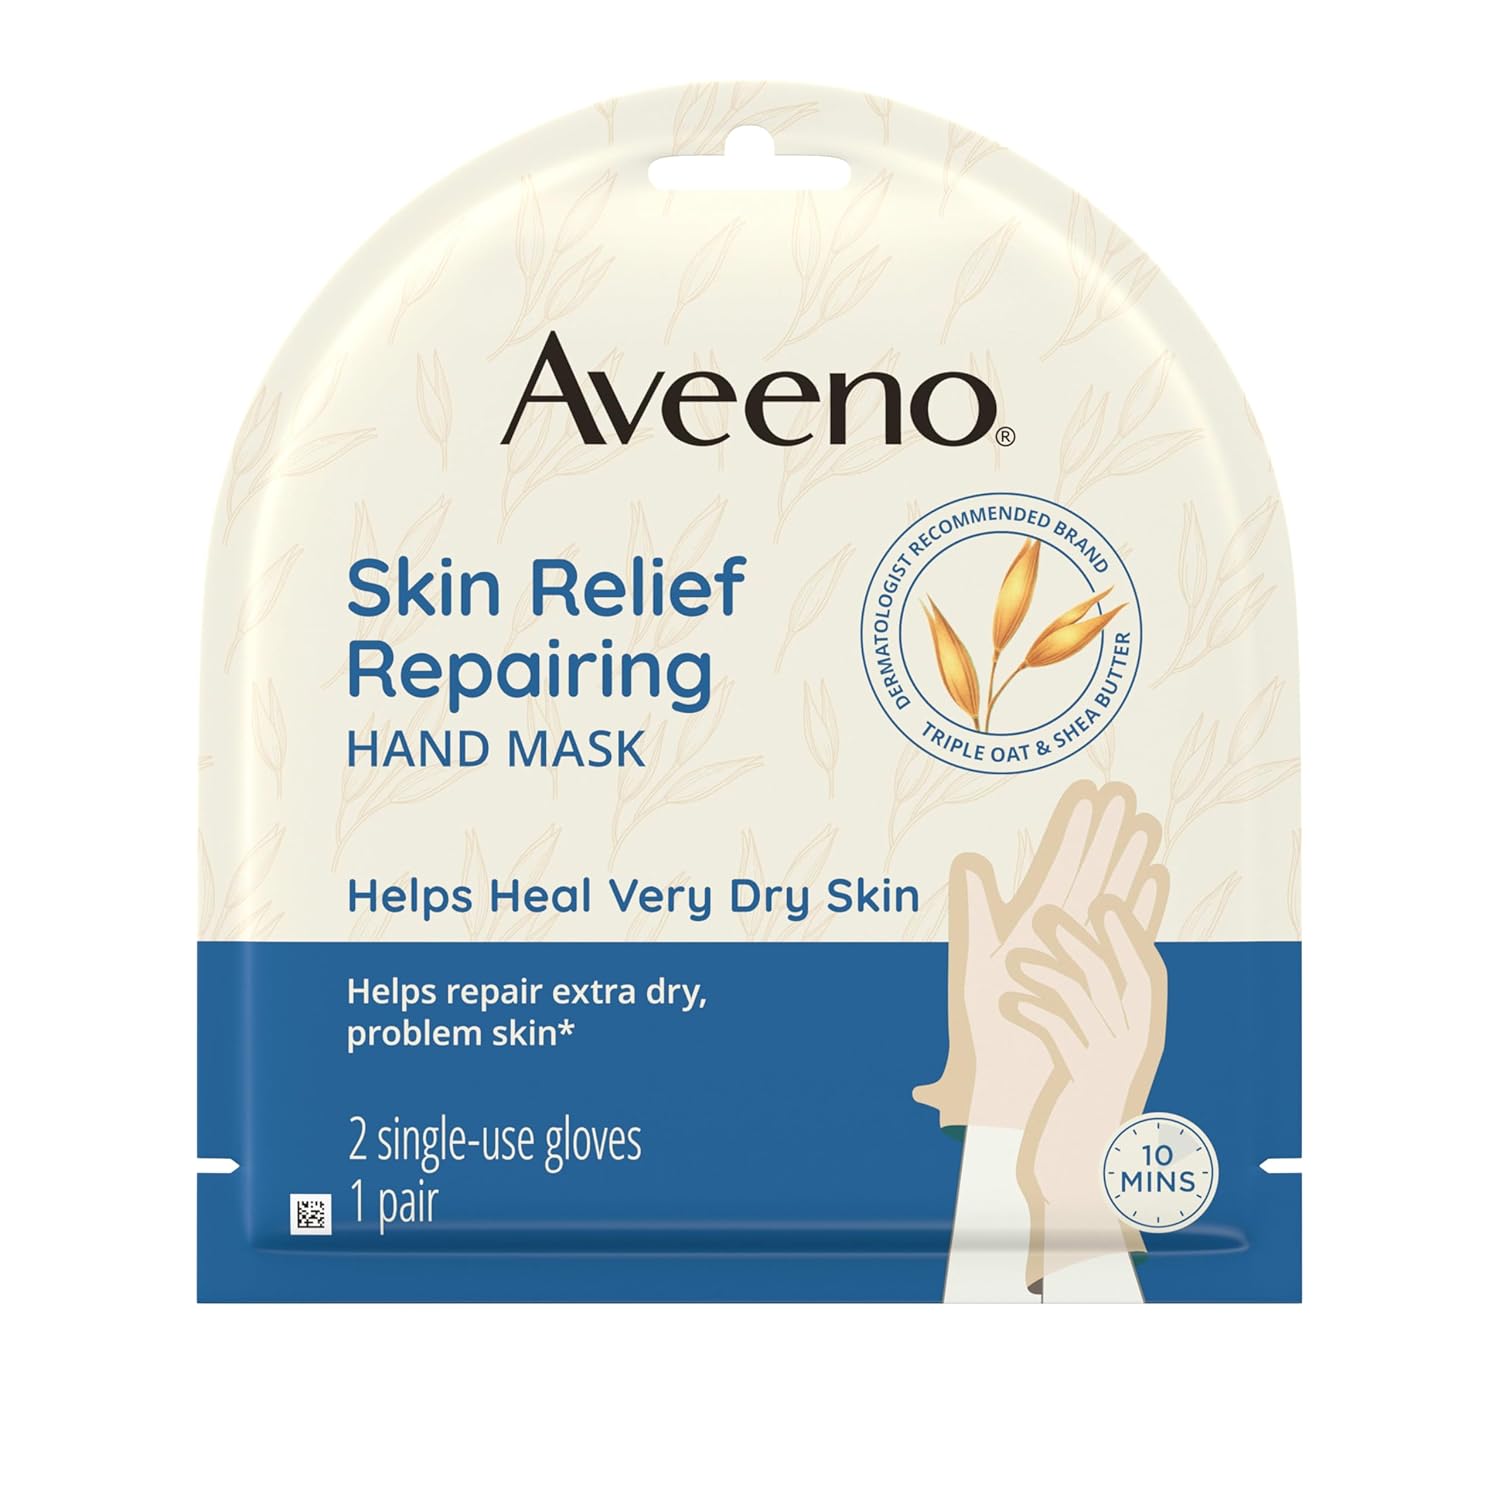 Aveeno®
Skin Relief
Repairing
HAND MASK
DERMATOLOGIST RECOMMENDED BRAND
TRIPLE OAT & SHEA BUTTER
Helps Heal Very Dry Skin
Helps repair extra dry,
problem skin*
2 single-use gloves
1 pair
10
MINS